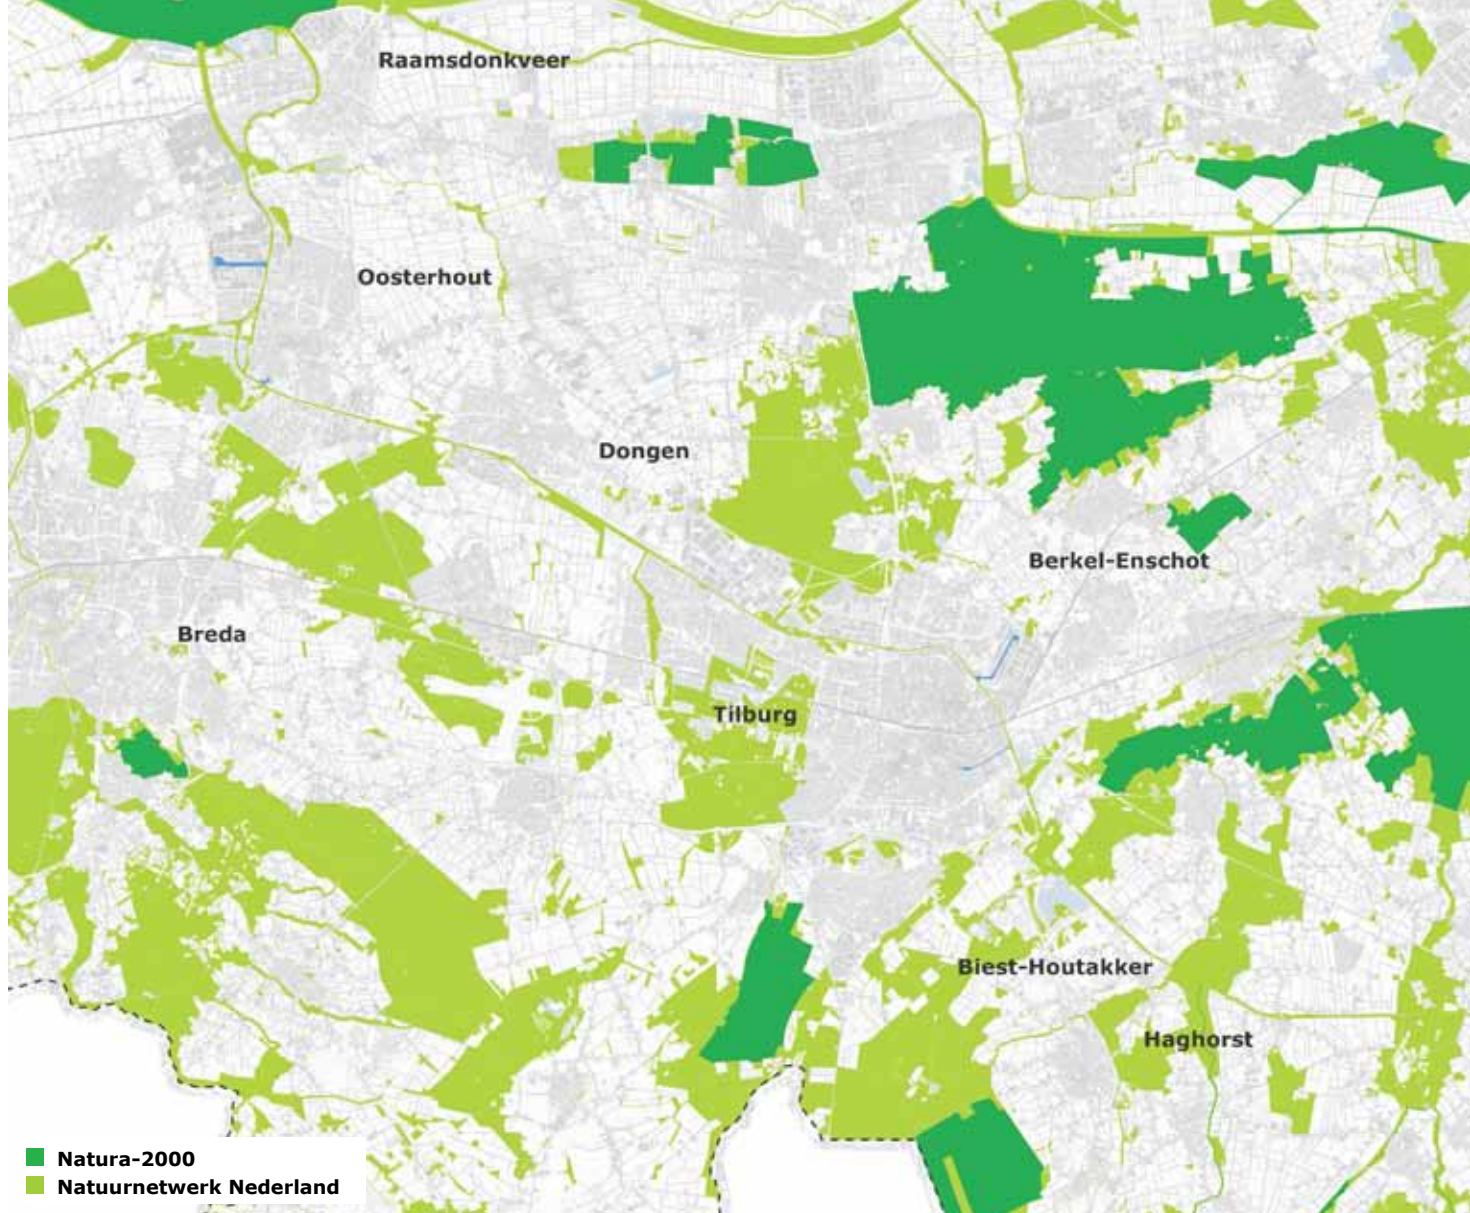 Raamsdonkveer
Oosterhout
Dongen
Berkel-Enschot
Breda
Tilburg
Biest-Houtakker
Haghorst
Natura-2000
Natuurnetwerk Nederland